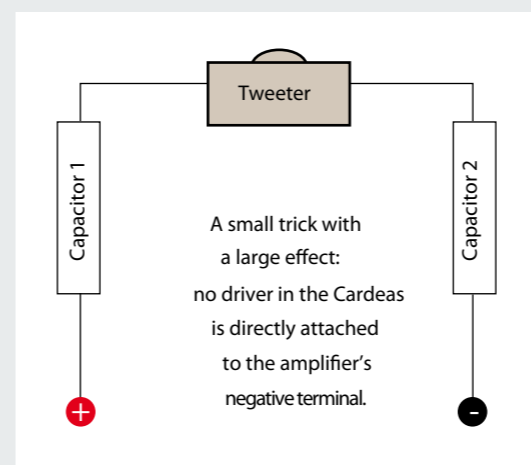 Tweeter
Capacitor 1
Capacitor 2
A small trick with
a large effect:
no driver in the Cardeas
is directly attached
to the amplifier's
negative terminal.
+
-